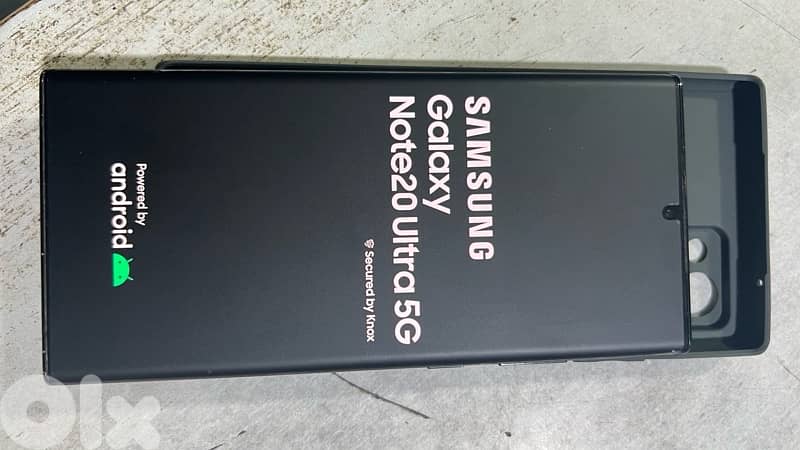 SAMSUNG
Galaxy
Note20 Ultra 5G
Secured by Knox
Powered by
android
olx